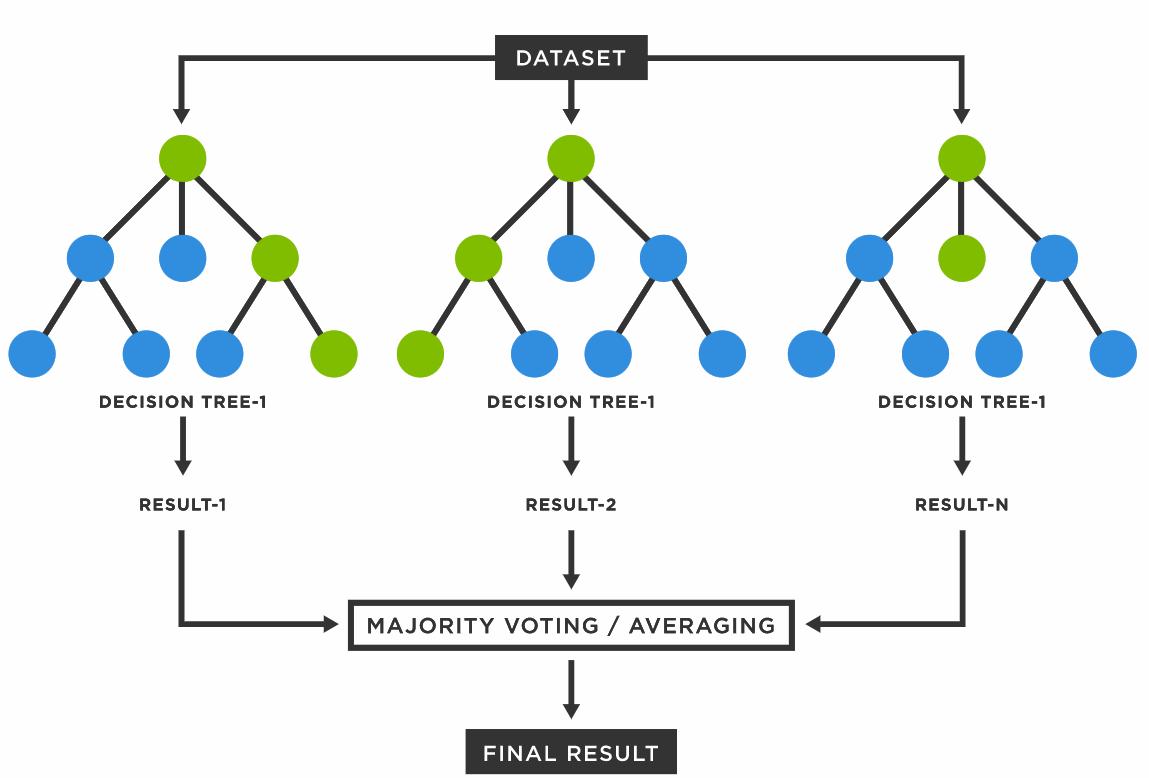 DATASET
DECISION TREE-1
DECISION TREE-1
DECISION TREE-1
RESULT-1
RESULT-2
RESULT-N
MAJORITY VOTING / AVERAGING
FINAL RESULT